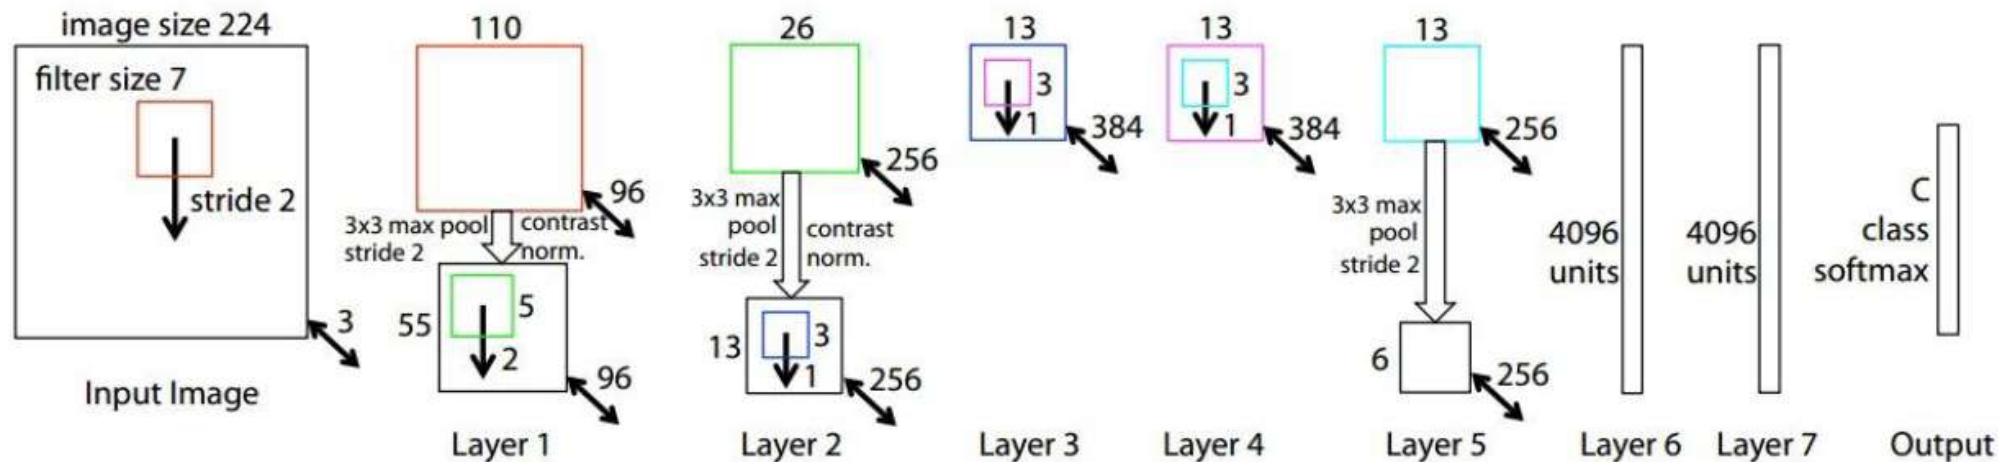 image size 224
filter size 7
stride 2
3
Input Image
110
96
3x3 max pool
stride 2
contrast
norm.
55
5
2
96
Layer 1
26
256
3x3 max
pool
stride 2
contrast
norm.
13
3
1
256
Layer 2
13
3
1
384
Layer 3
13
3
1
384
Layer 4
13
256
3x3 max
pool
stride 2
6
256
Layer 5
4096
units
Layer 6
4096
units
Layer 7
C
class
softmax
Output